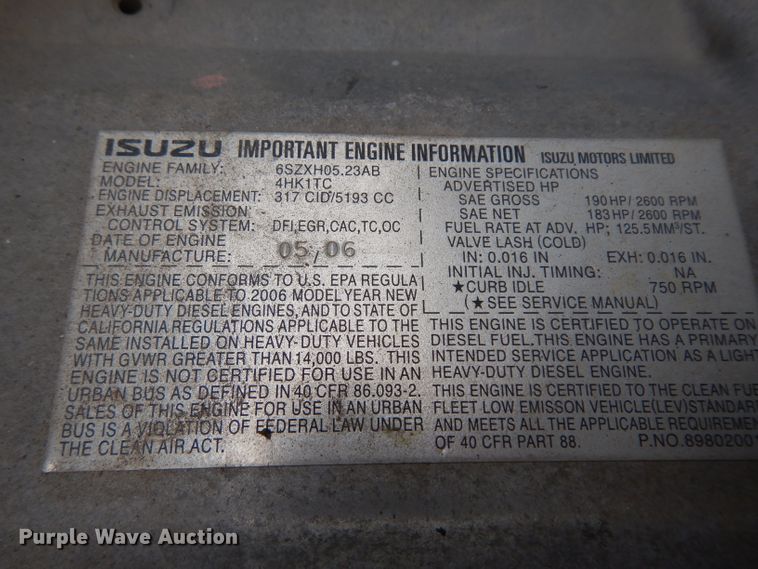 ISUZU IMPORTANT ENGINE INFORMATION ISUZU MOTORS LIMITED
ENGINE FAMILY: 6SZXH05.23AB
MODEL: 4HK1TC
ENGINE DISPLACEMENT: 317 CID/5193 CC
EXHAUST EMISSION
CONTROL SYSTEM: DFI,EGR,CAC,TC,OC
DATE OF ENGINE
MANUFACTURE: 05/06
THIS ENGINE CONFORMS TO U.S. EPA REGULA
TIONS APPLICABLE TO 2006 MODEL YEAR NEW
HEAVY-DUTY DIESEL ENGINES, AND TO STATE OF
CALIFORNIA REGULATIONS APPLICABLE TO THE
SAME INSTALLED ON HEAVY-DUTY VEHICLES
WITH GVWR GREATER THAN 14,000 LBS. THIS
ENGINE IS NOT CERTIFIED FOR USE IN AN
URBAN BUS AS DEFINED IN 40 CFR 86.093-2.
SALES OF THIS ENGINE FOR USE IN AN URBAN
BUS IS A VIOLATION OF FEDERAL LAW UNDER
THE CLEAN AIR ACT.
ENGINE SPECIFICATIONS
ADVERTISED HP
SAE GROSS 190 HP/ 2600 RPM
SAE NET 183 HP/ 2600 RPM
FUEL RATE AT ADV. HP; 125.5MM³/ST.
VALVE LASH (COLD)
IN: 0.016 IN EXH: 0.016 IN.
INITIAL INJ. TIMING: NA
★CURB IDLE 750 RPM
(★SEE SERVICE MANUAL)
THIS ENGINE IS CERTIFIED TO OPERATE ON
DIESEL FUEL.THIS ENGINE HAS A PRIMARY
INTENDED SERVICE APPLICATION AS A LIGHT
HEAVY-DUTY DIESEL ENGINE.
THIS ENGINE IS CERTIFIED TO THE CLEAN FUE
FLEET LOW EMISSON VEHICLE(LEV)STANDARD
AND MEETS ALL THE APPLICABLE REQUIREMEN
OF 40 CFR PART 88. P.NO.89802001
Purple Wave Auction